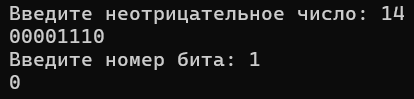 Введите неотрицательное число: 14
00001110
Введите номер бита: 1
0